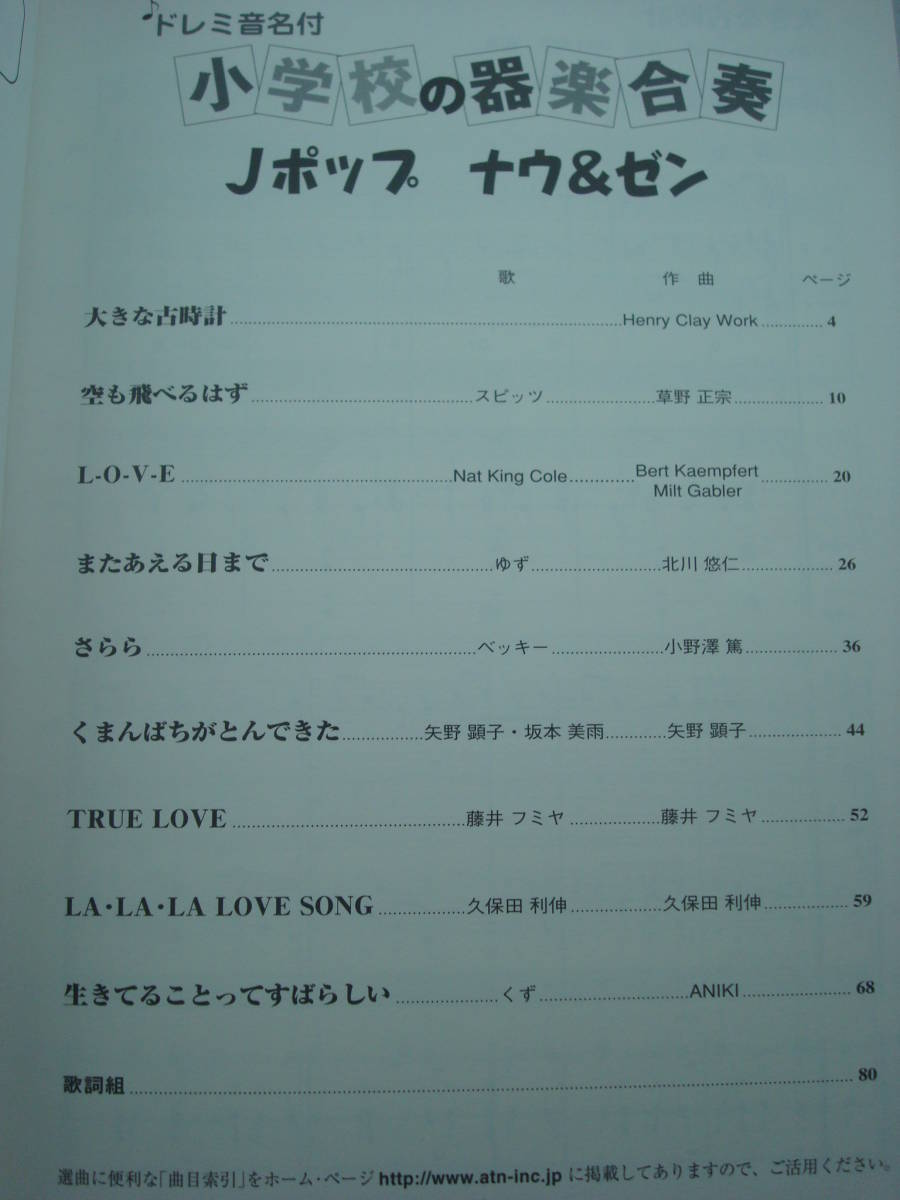 ♪ドレミ音名付
小学校の器楽合奏
Jポップ ナウ&ゼン
歌 作曲 ページ
大きな古時計 Henry Clay Work 4
空も飛べるはず スピッツ 草野 正宗 10
L-O-V-E Nat King Cole Bert Kaempfert 20
Milt Gabler
またあえる日まで ゆず 北川 悠仁 26
さらら ベッキー 小野澤 篤 36
くまんばちがとんできた 矢野 顕子・坂本 美雨 矢野 顕子 44
TRUE LOVE 藤井 フミヤ 藤井 フミヤ 52
LA・LA・LA LOVE SONG 久保田 利伸 久保田 利伸 59
生きてることってすばらしい くず ANIKI 68
歌詞組 80
選曲に便利な「曲目索引」をホーム・ページ http://www.atn-inc.jp に掲載してありますので、ご活用ください。